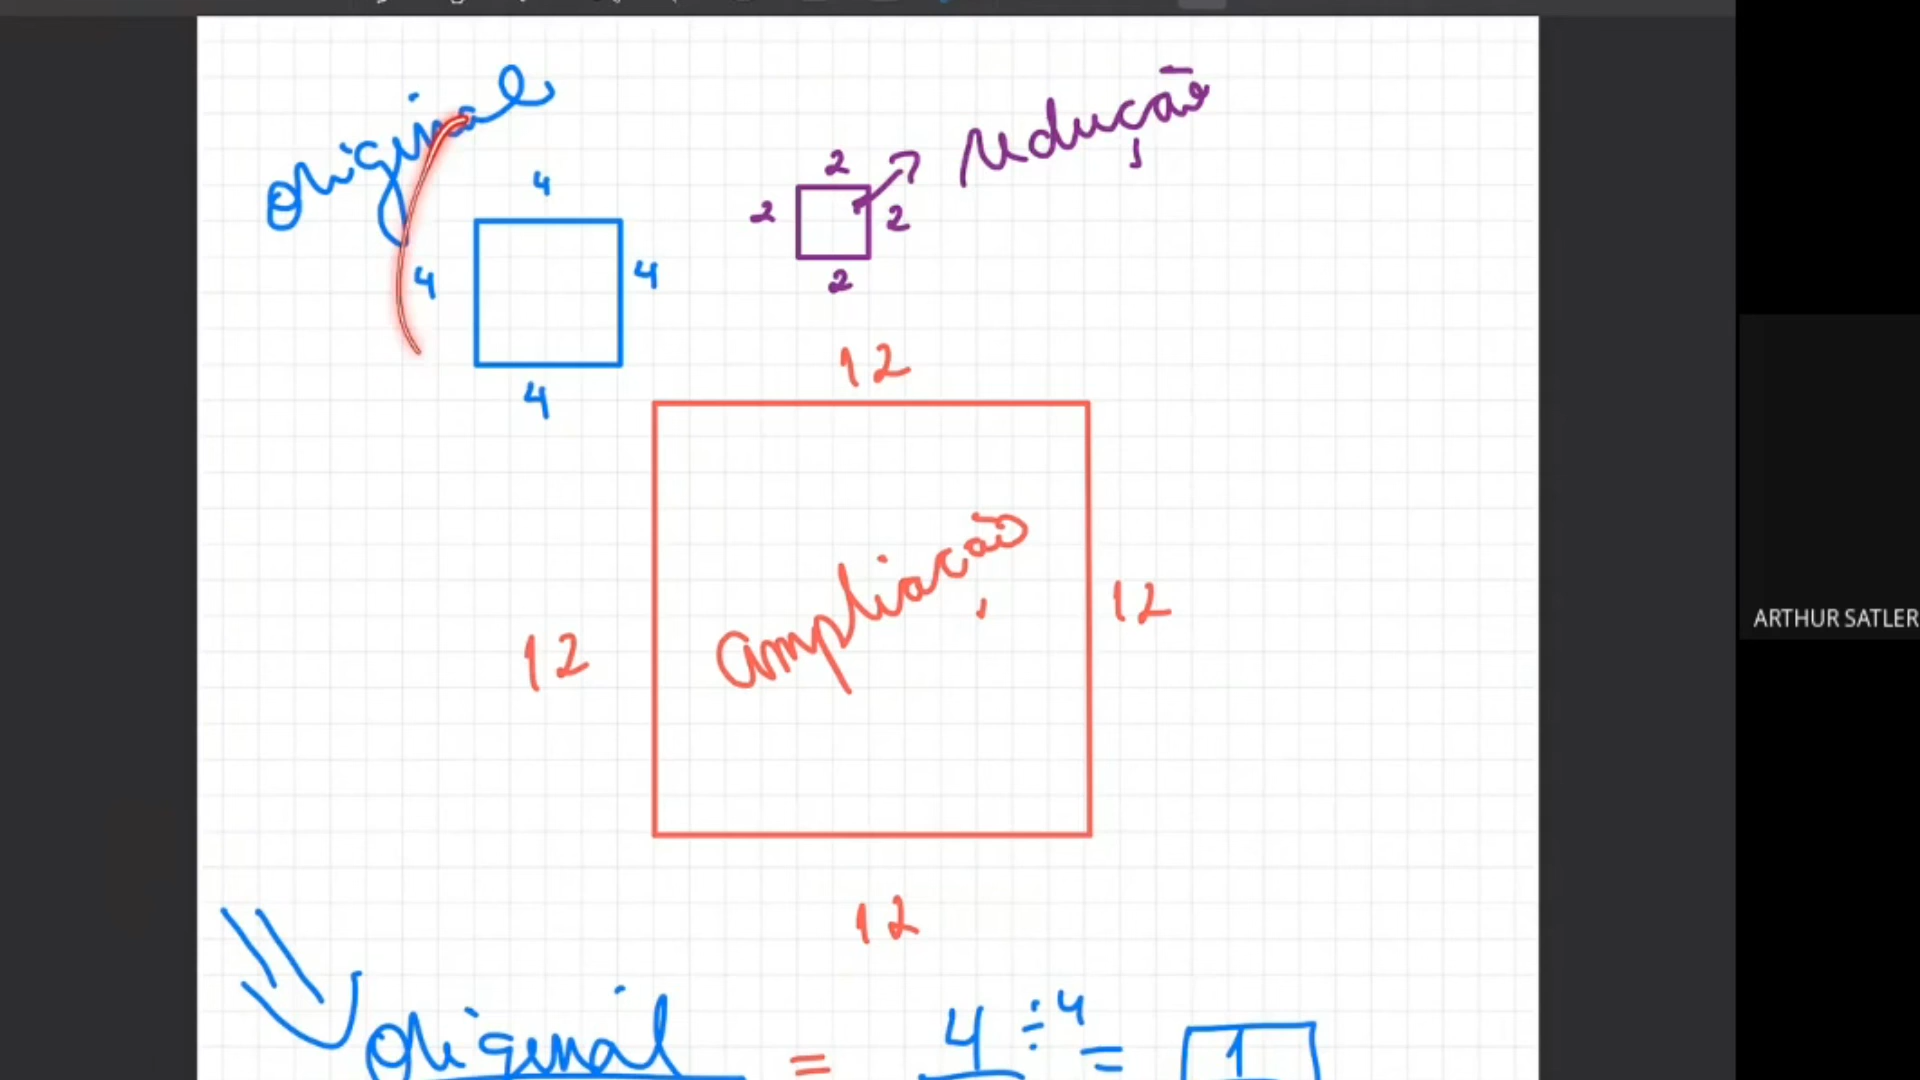 original
4
4
4
4
2
2
2
2
redução
12
12
12
12
ampliação
original = 4 ÷4 = 1
ARTHUR SATLER